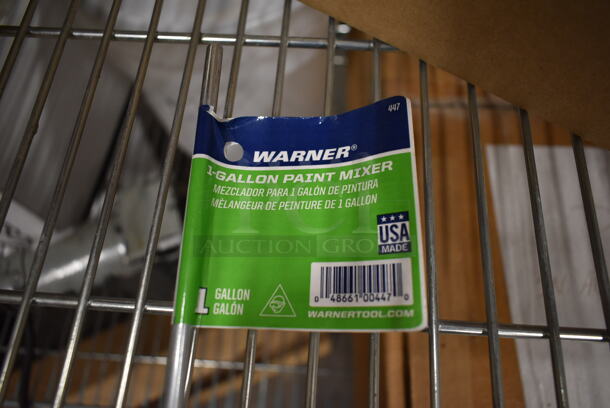 447
WARNER®
1-GALLON PAINT MIXER
MEZCLADOR PARA 1 GALÓN DE PINTURA
MÉLANGEUR DE PEINTURE DE 1 GALLON
AUCTION GROUP
USA
MADE
1 GALLON
GALÓN
0 48661 00447 0
WARNERTOOL.COM